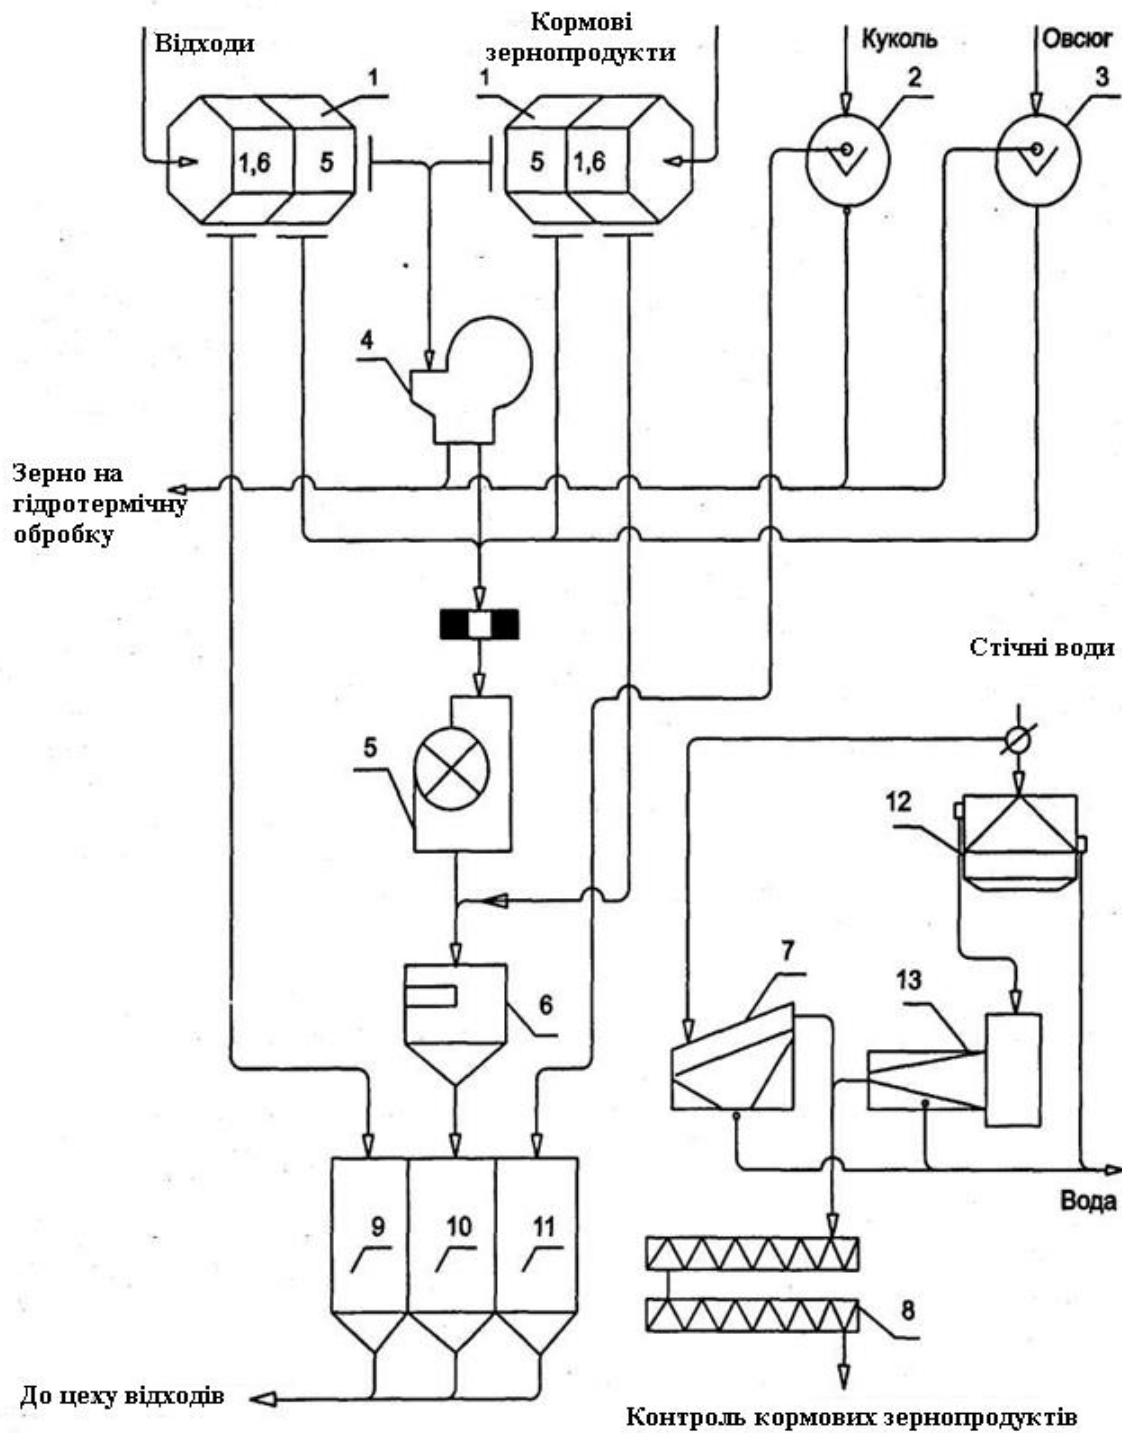 Відходи
Кормові
зернопродукти
Куколь
Овсюг
1
1
2
3
1,6
5
5
1,6
4
Зерно на
гідротермічну
обробку
Стічні води
5
12
7
13
6
Вода
9
10
11
8
До цеху відходів
Контроль кормових зернопродуктів